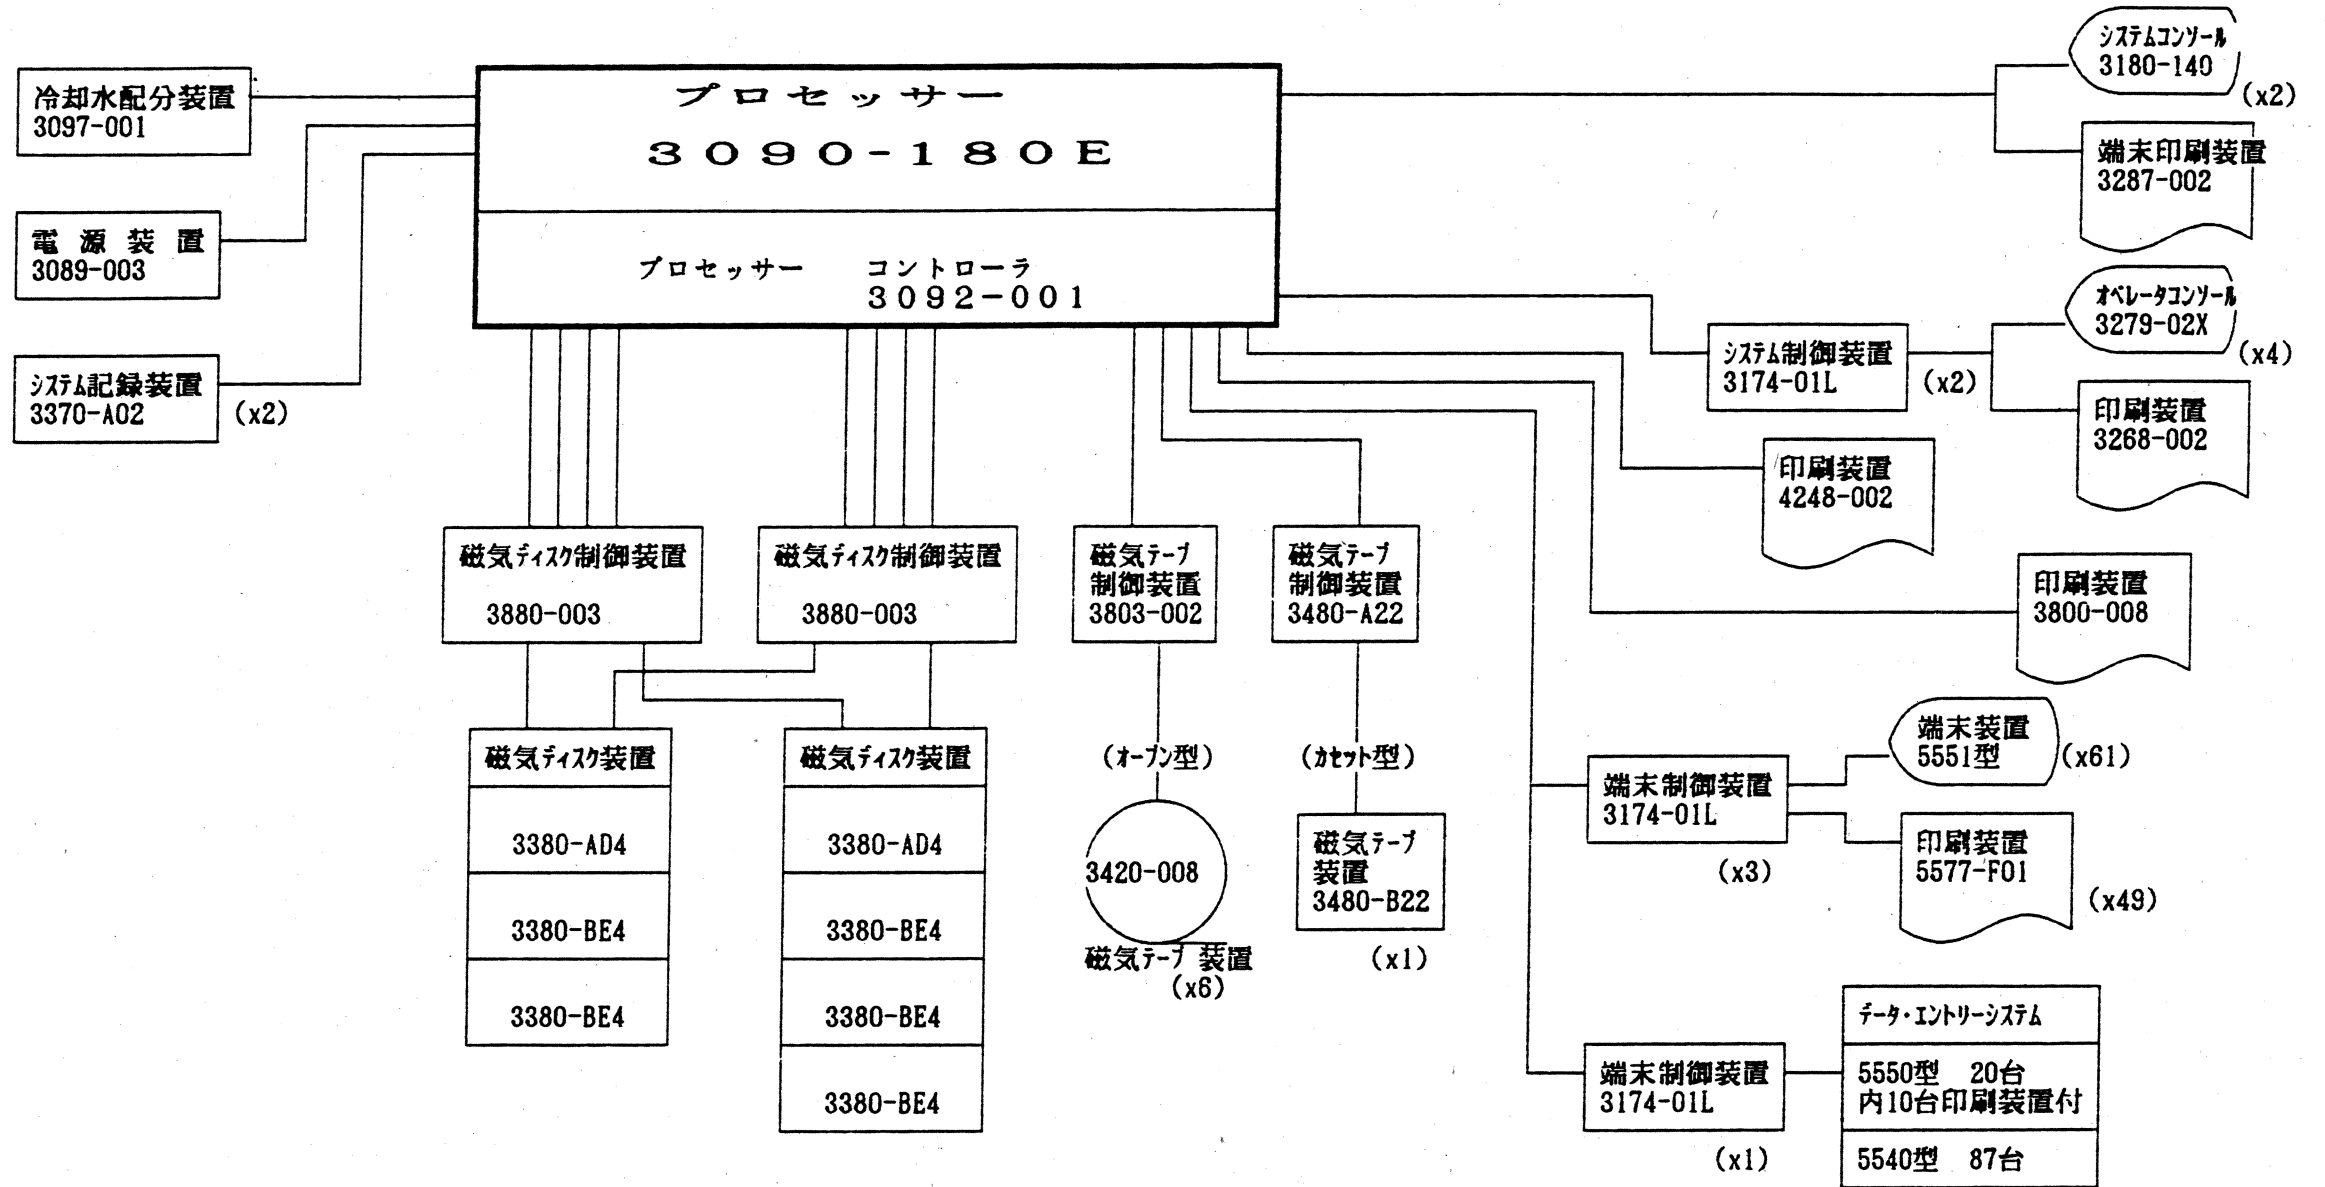 冷却水配分装置
3097-001
電源装置
3089-003
システム記録装置
3370-A02
(x2)
プロセッサー
3090-180E
プロセッサー コントローラ
3092-001
システムコンソール
3180-140
(x2)
端末印刷装置
3287-002
オペレータコンソール
3279-02X
(x4)
システム制御装置
3174-01L
(x2)
印刷装置
3268-002
印刷装置
4248-002
印刷装置
3800-008
磁気ディスク制御装置
3880-003
磁気ディスク制御装置
3880-003
磁気テープ
制御装置
3803-002
磁気テープ
制御装置
3480-A22
磁気ディスク装置
3380-AD4
3380-BE4
3380-BE4
磁気ディスク装置
3380-AD4
3380-BE4
3380-BE4
3380-BE4
(オープン型)
3420-008
磁気テープ装置
(x6)
(カセット型)
磁気テープ
装置
3480-B22
(x1)
端末制御装置
3174-01L
(x3)
端末装置
5551型
(x61)
印刷装置
5577-F01
(x49)
端末制御装置
3174-01L
(x1)
データ・エントリーシステム
5550型 20台
内10台印刷装置付
5540型 87台